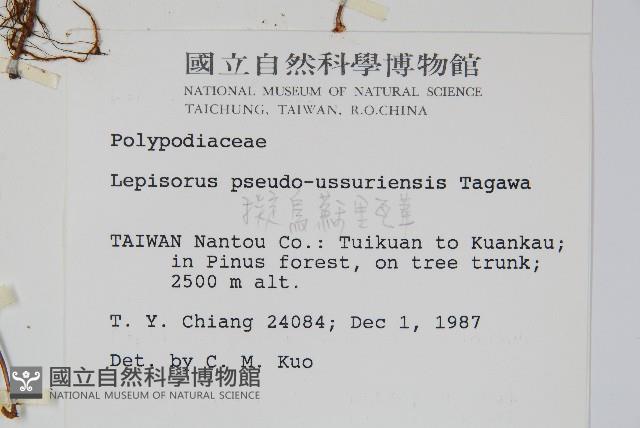 國立自然科學博物館
NATIONAL MUSEUM OF NATURAL SCIENCE
TAICHUNG, TAIWAN, R.O.CHINA
Polypodiaceae
Lepisorus pseudo-ussuriensis Tagawa
擬烏蘇里瓦葦
TAIWAN Nantou Co.: Tuikuan to Kuankau;
in Pinus forest, on tree trunk;
2500 m alt.
T. Y. Chiang 24084; Dec 1, 1987
Det. by C. M. Kuo
國立自然科學博物館
NATIONAL MUSEUM OF NATURAL SCIENCE